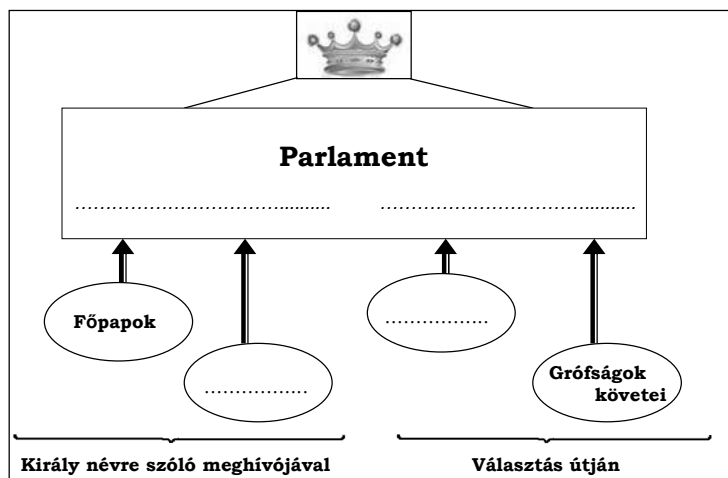 Parlament
............................................. .............................................
Főpapok
..................
..................
Grófságok
követei
Király névre szóló meghívójával
Választás útján